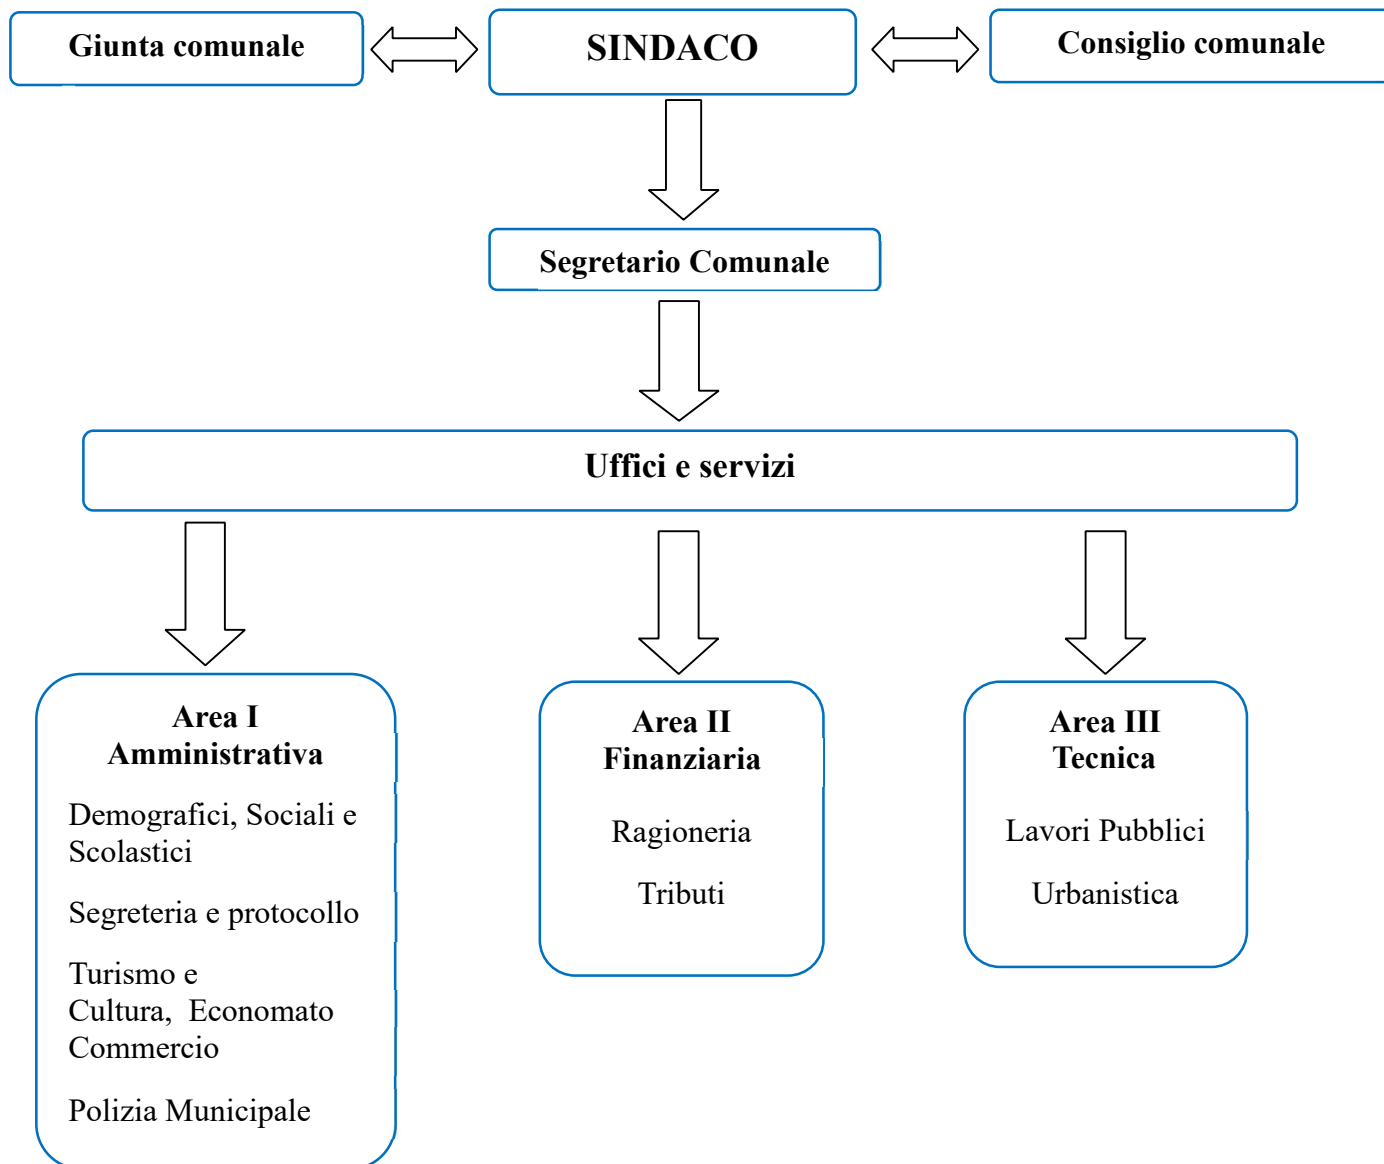 Giunta comunale
SINDACO
Consiglio comunale
Segretario Comunale
Uffici e servizi
Area I
Amministrativa
Demografici, Sociali e
Scolastici
Segreteria e protocollo
Turismo e
Cultura,  Economato
Commercio
Polizia Municipale
Area II
Finanziaria
Ragioneria
Tributi
Area III
Tecnica
Lavori Pubblici
Urbanistica